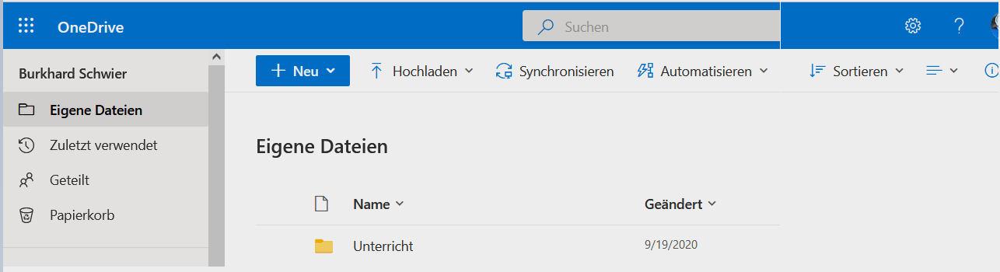 OneDrive
Suchen
?
Burkhard Schwier
Eigene Dateien
Zuletzt verwendet
Geteilt
Papierkorb
+ Neu
Hochladen
Synchronisieren
Automatisieren
Sortieren
Eigene Dateien
Name
Geändert
Unterricht
9/19/2020